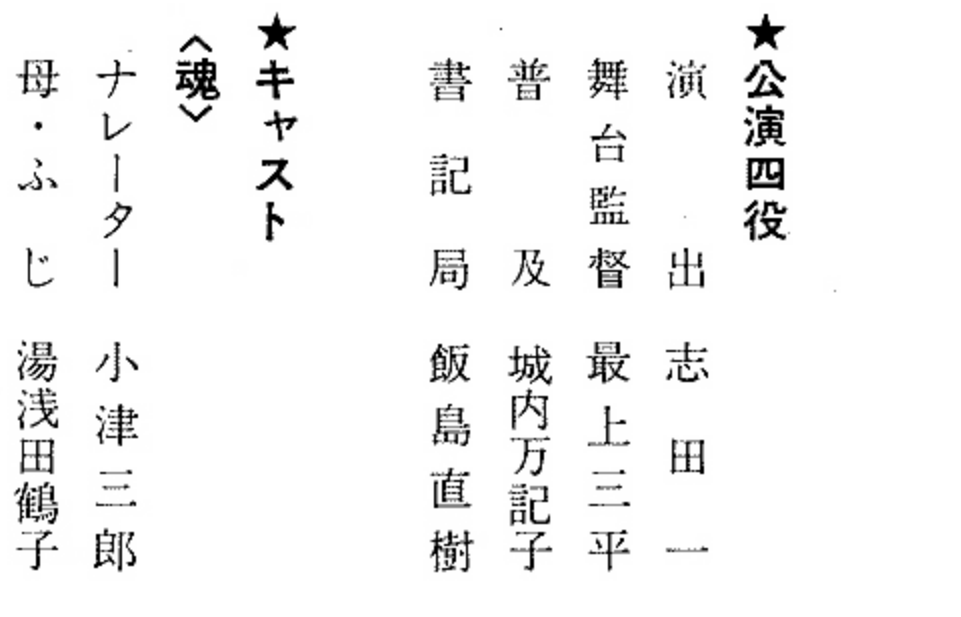 ★公演四役
演出 志田一
舞台監督 最上三平
普及 城内万記子
書記局 飯島直樹
★キャスト
〈魂〉
ナレーター 小津三郎
母・ふじ 湯浅田鶴子